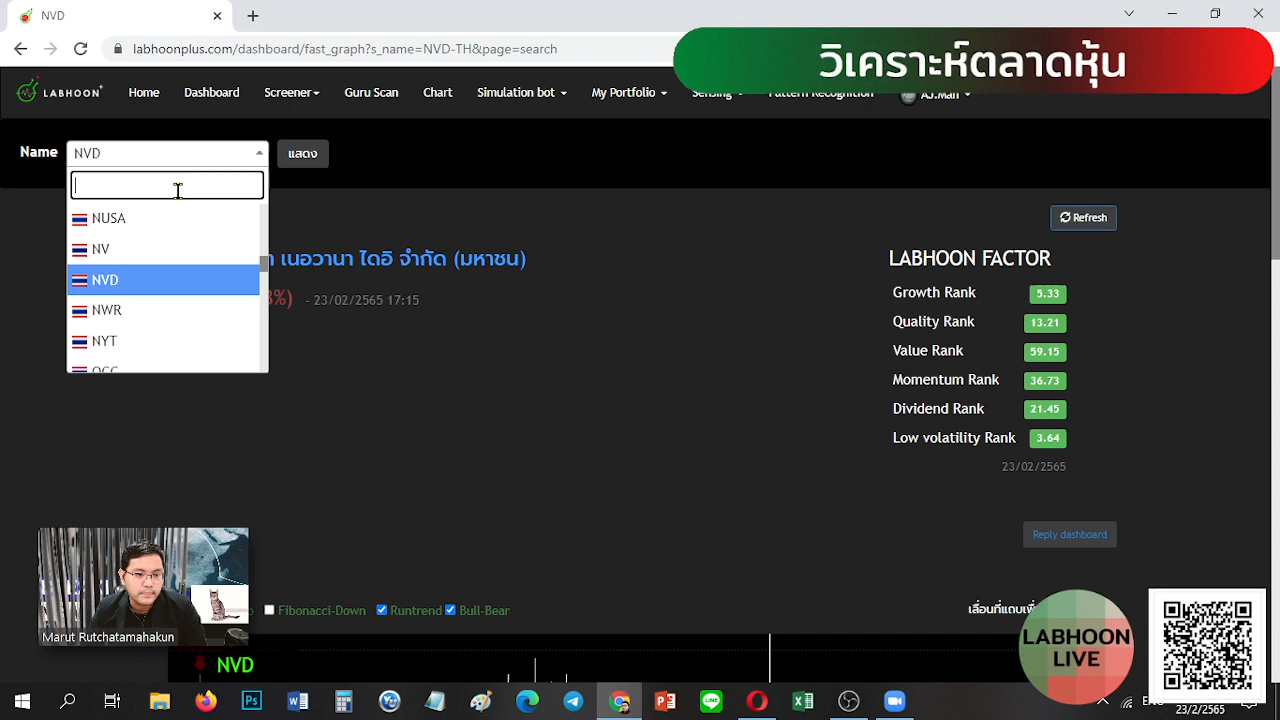 NVD
labhoonplus.com/dashboard/fast_graph?s_name=NVD-TH&page=search
วิเคราะห์ตลาดหุ้น
LABHOON+
Home
Dashboard
Screener
Guru Scan
Chart
Simulation bot
My Portfolio
Sensing
Pattern Recognition
AJ.Man
Name
NVD
แสดง
NUSA
NV
NVD
NWR
NYT
Refresh
เนอวานา ไดอิ จำกัด (มหาชน)
8%) - 23/02/2565 17:15
LABHOON FACTOR
Growth Rank 5.33
Quality Rank 13.21
Value Rank 59.15
Momentum Rank 36.73
Dividend Rank 21.45
Low volatility Rank 3.64
23/02/2565
Reply dashboard
Fibonacci-Down
Runtrend
Bull-Bear
Marut Rutchatamahakun
NVD
LABHOON
LIVE
23/2/2565